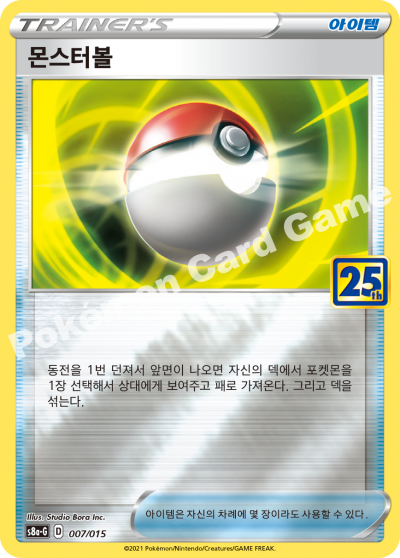 TRAINER'S 아이템
몬스터볼
25th
Pokémon Card Game
동전을 1번 던져서 앞면이 나오면 자신의 덱에서 포켓몬을
1장 선택해서 상대에게 보여주고 패로 가져온다. 그리고 덱을
섞는다.
Illus. Studio Bora Inc.
s8a-G D 007/015
아이템은 자신의 차례에 몇 장이라도 사용할 수 있다.
©2021 Pokémon/Nintendo/Creatures/GAME FREAK.